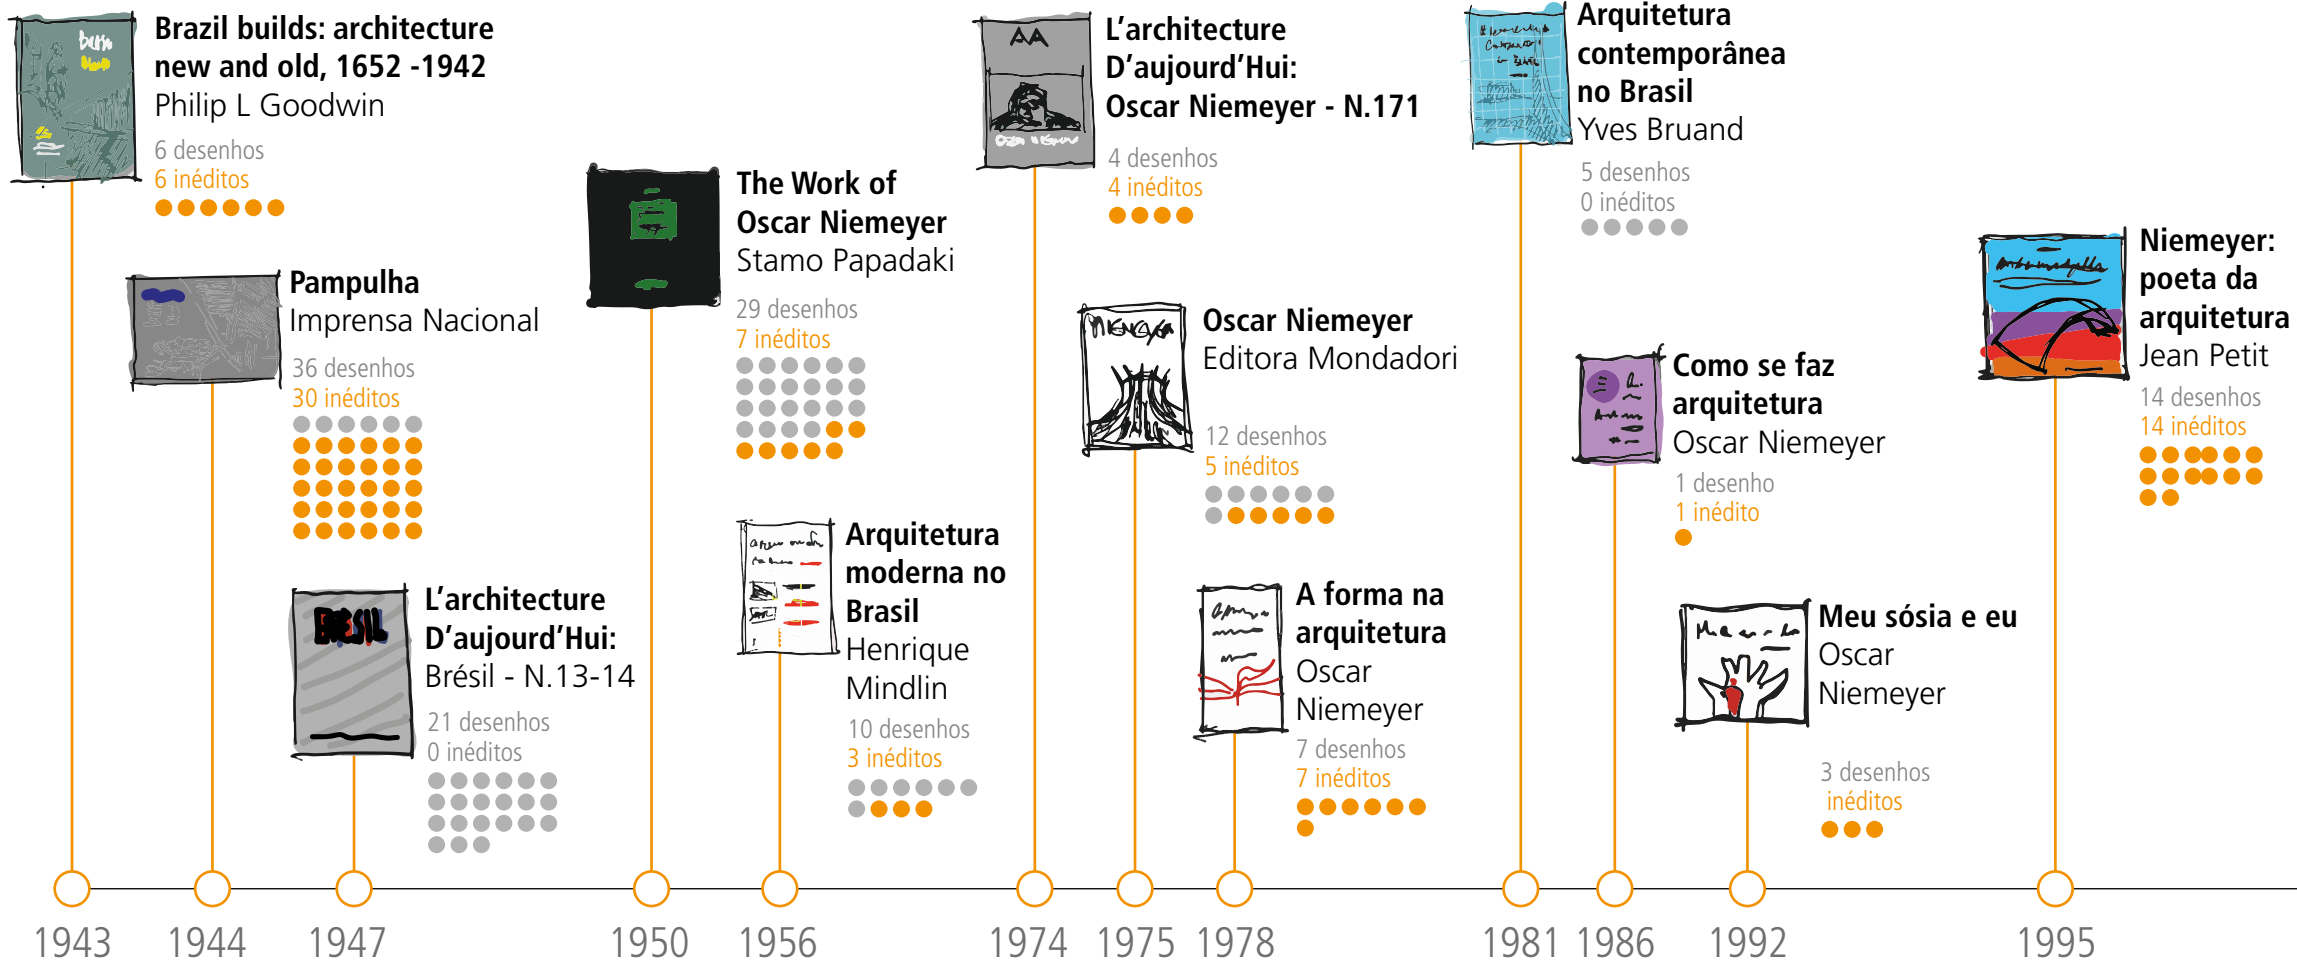 Brazil builds: architecture
new and old, 1652 -1942
Philip L Goodwin
6 desenhos
6 inéditos
Pampulha
Imprensa Nacional
36 desenhos
30 inéditos
BRESIL
L’architecture
D’aujourd’Hui:
Brésil - N.13-14
21 desenhos
0 inéditos
The Work of
Oscar Niemeyer
Stamo Papadaki
29 desenhos
7 inéditos
Arquitetura
moderna no
Brasil
Henrique
Mindlin
10 desenhos
3 inéditos
AA
L’architecture
D’aujourd’Hui:
Oscar Niemeyer - N.171
4 desenhos
4 inéditos
Oscar Niemeyer
Editora Mondadori
12 desenhos
5 inéditos
A forma na
arquitetura
Oscar
Niemeyer
7 desenhos
7 inéditos
Arquitetura
contemporânea
no Brasil
Yves Bruand
5 desenhos
0 inéditos
Como se faz
arquitetura
Oscar Niemeyer
1 desenho
1 inédito
Meu sósia e eu
Oscar
Niemeyer
3 desenhos
inéditos
Niemeyer:
poeta da
arquitetura
Jean Petit
14 desenhos
14 inéditos
1943 1944 1947 1950 1956 1974 1975 1978 1981 1986 1992 1995